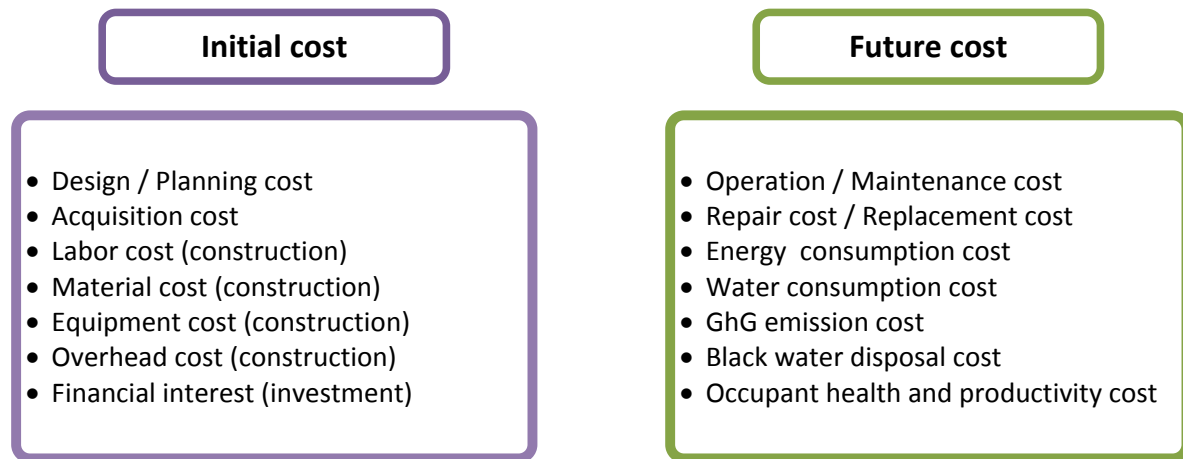 Initial cost
• Design / Planning cost
• Acquisition cost
• Labor cost (construction)
• Material cost (construction)
• Equipment cost (construction)
• Overhead cost (construction)
• Financial interest (investment)
Future cost
• Operation / Maintenance cost
• Repair cost / Replacement cost
• Energy consumption cost
• Water consumption cost
• GhG emission cost
• Black water disposal cost
• Occupant health and productivity cost